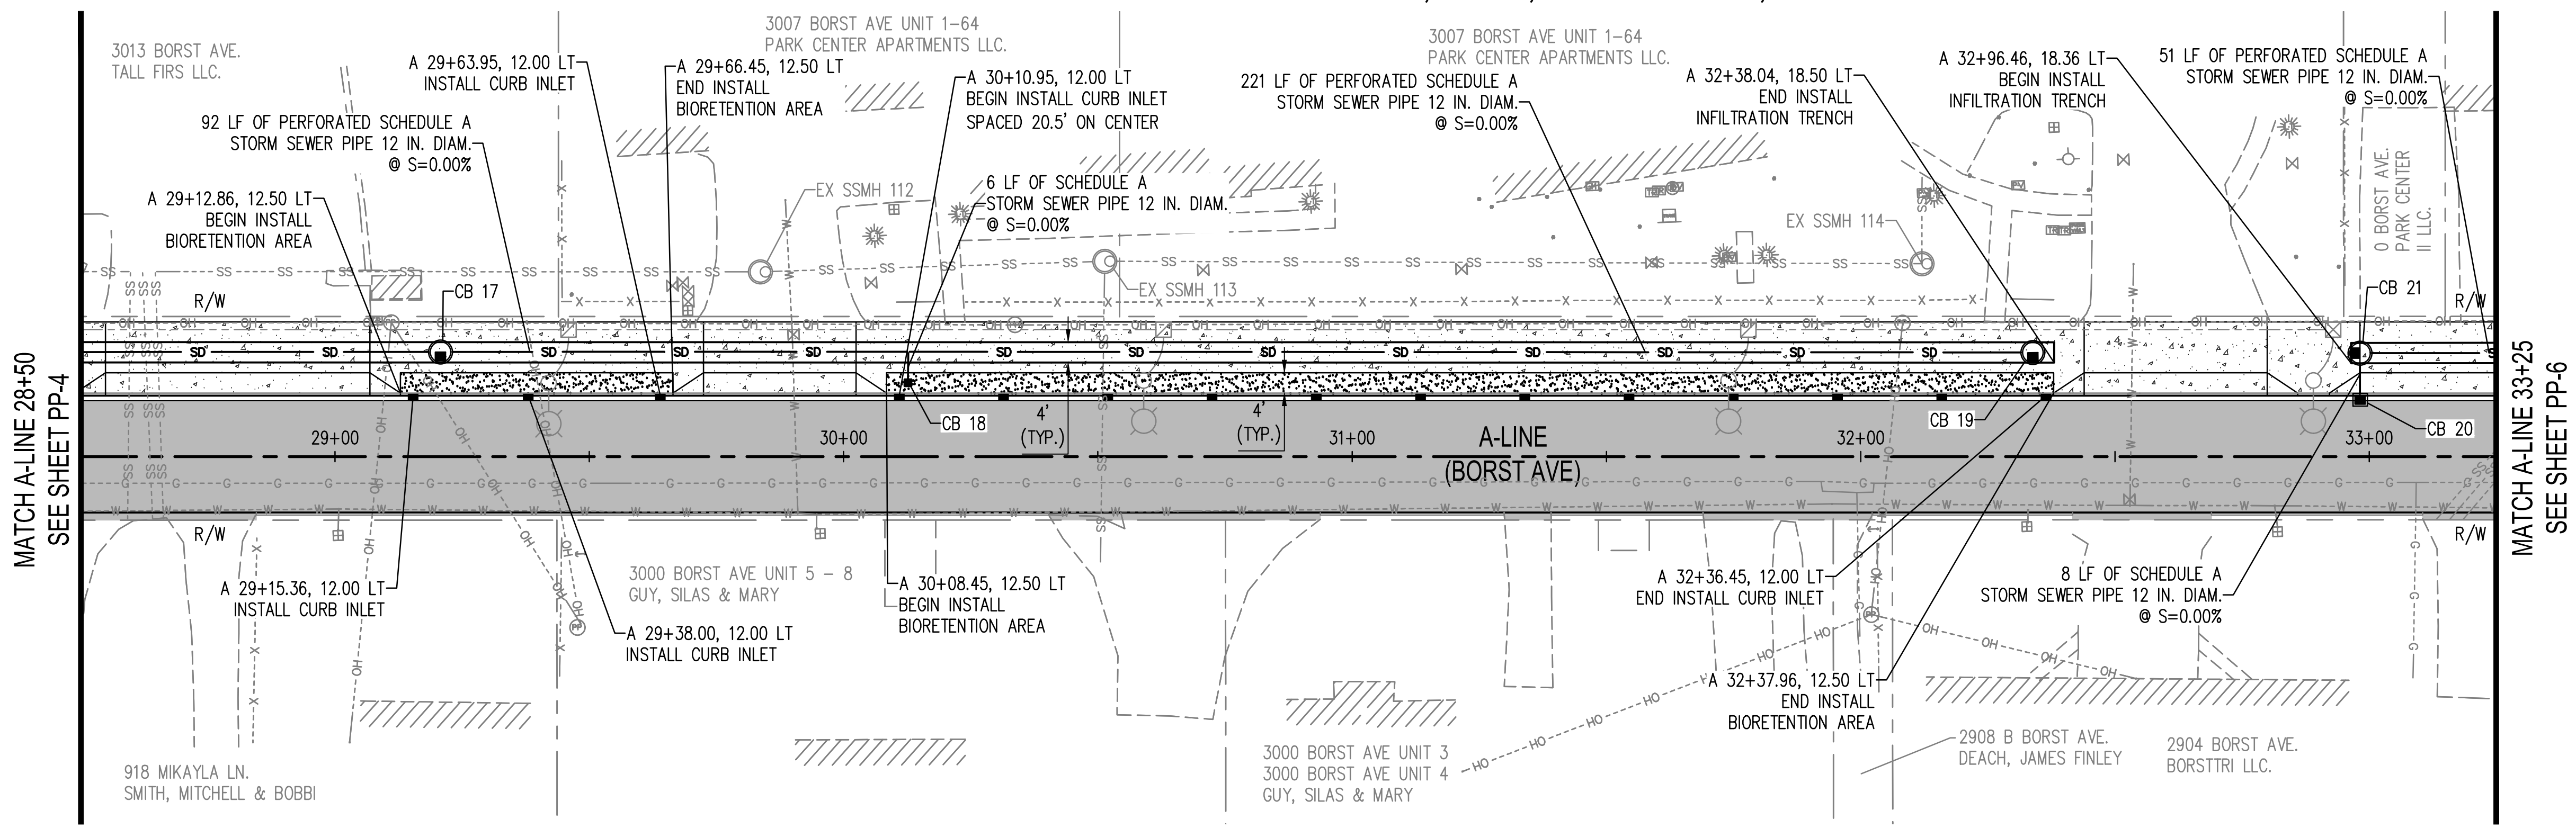 3013 BORST AVE.
TALL FIRS LLC.
3007 BORST AVE UNIT 1-64
PARK CENTER APARTMENTS LLC.
3007 BORST AVE UNIT 1-64
PARK CENTER APARTMENTS LLC.
A 29+63.95, 12.00 LT
INSTALL CURB INLET
A 29+66.45, 12.50 LT
END INSTALL
BIORETENTION AREA
A 30+10.95, 12.00 LT
BEGIN INSTALL CURB INLET
SPACED 20.5' ON CENTER
221 LF OF PERFORATED SCHEDULE A
STORM SEWER PIPE 12 IN. DIAM.
@ S=0.00%
A 32+38.04, 18.50 LT
END INSTALL
INFILTRATION TRENCH
A 32+96.46, 18.36 LT
BEGIN INSTALL
INFILTRATION TRENCH
51 LF OF PERFORATED SCHEDULE A
STORM SEWER PIPE 12 IN. DIAM.
@ S=0.00%
92 LF OF PERFORATED SCHEDULE A
STORM SEWER PIPE 12 IN. DIAM.
@ S=0.00%
A 29+12.86, 12.50 LT
BEGIN INSTALL
BIORETENTION AREA
6 LF OF SCHEDULE A
STORM SEWER PIPE 12 IN. DIAM.
@ S=0.00%
EX SSMH 112
EX SSMH 113
EX SSMH 114
0 BORST AVE.
PARK CENTER
II LLC.
R/W
CB 17
CB 21
R/W
SD SD SD SD SD SD SD SD SD SD SD SD
MATCH A-LINE 28+50
SEE SHEET PP-4
MATCH A-LINE 33+25
SEE SHEET PP-6
CB 18
CB 19
CB 20
4'
(TYP.)
4'
(TYP.)
29+00
30+00
31+00
32+00
33+00
A-LINE
(BORST AVE)
R/W
R/W
A 29+15.36, 12.00 LT
INSTALL CURB INLET
3000 BORST AVE UNIT 5 - 8
GUY, SILAS & MARY
A 29+38.00, 12.00 LT
INSTALL CURB INLET
A 30+08.45, 12.50 LT
BEGIN INSTALL
BIORETENTION AREA
A 32+36.45, 12.00 LT
END INSTALL CURB INLET
8 LF OF SCHEDULE A
STORM SEWER PIPE 12 IN. DIAM.
@ S=0.00%
A 32+37.96, 12.50 LT
END INSTALL
BIORETENTION AREA
918 MIKAYLA LN.
SMITH, MITCHELL & BOBBI
3000 BORST AVE UNIT 3
3000 BORST AVE UNIT 4
GUY, SILAS & MARY
2908 B BORST AVE.
DEACH, JAMES FINLEY
2904 BORST AVE.
BORSTTRI LLC.